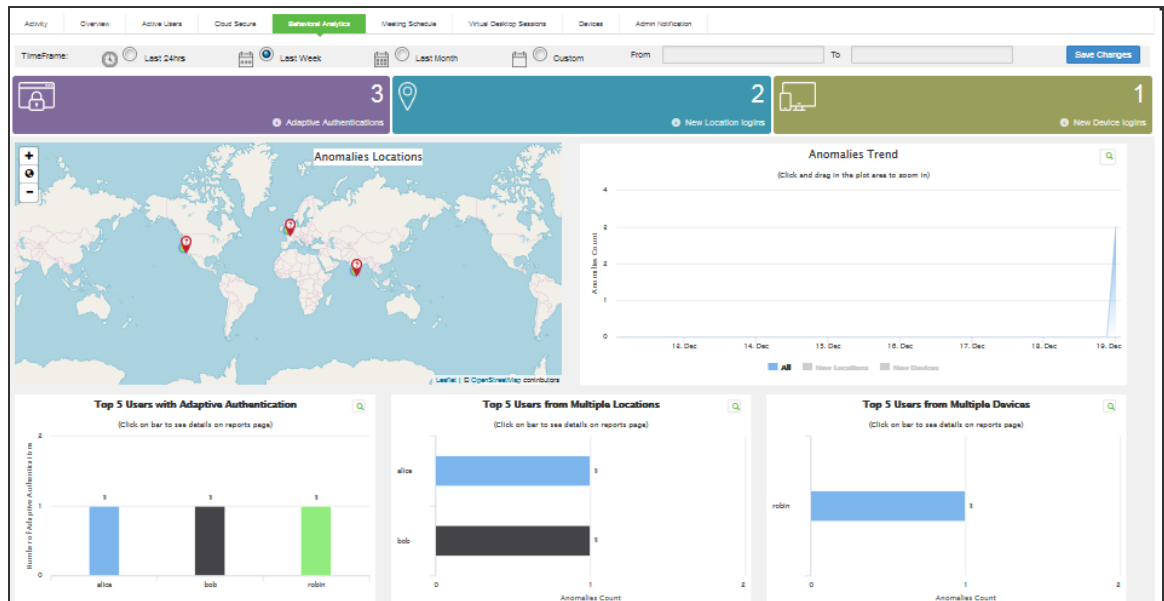 Activity Overview Active Users Cloud Secure Behavioral Analytics Meeting Schedule Virtual Desktop Sessions Devices Admin Notification
TimeFrame: Last 24hrs Last Week Last Month Custom From To Save Changes
3 2 1
Adaptive Authentications New Location logins New Device logins
+
-
Anomalies Locations
Leaflet | © OpenStreetMap contributors
Anomalies Trend
(Click and drag in the plot area to zoom in)
Anomalies Count
4
2
1
0
14. Dec 15. Dec 16. Dec 17. Dec 18. Dec 19. Dec
All New Locations New Devices
Top 5 Users with Adaptive Authentication
(Click on bar to see details on reports page)
Number of Adaptive Authentications
2
1
0
alice bob robin
Top 5 Users from Multiple Locations
(Click on bar to see details on reports page)
alice
bob
0 1 2
Anomalies Count
Top 5 Users from Multiple Devices
(Click on bar to see details on reports page)
robin
0 1 2
Anomalies Count